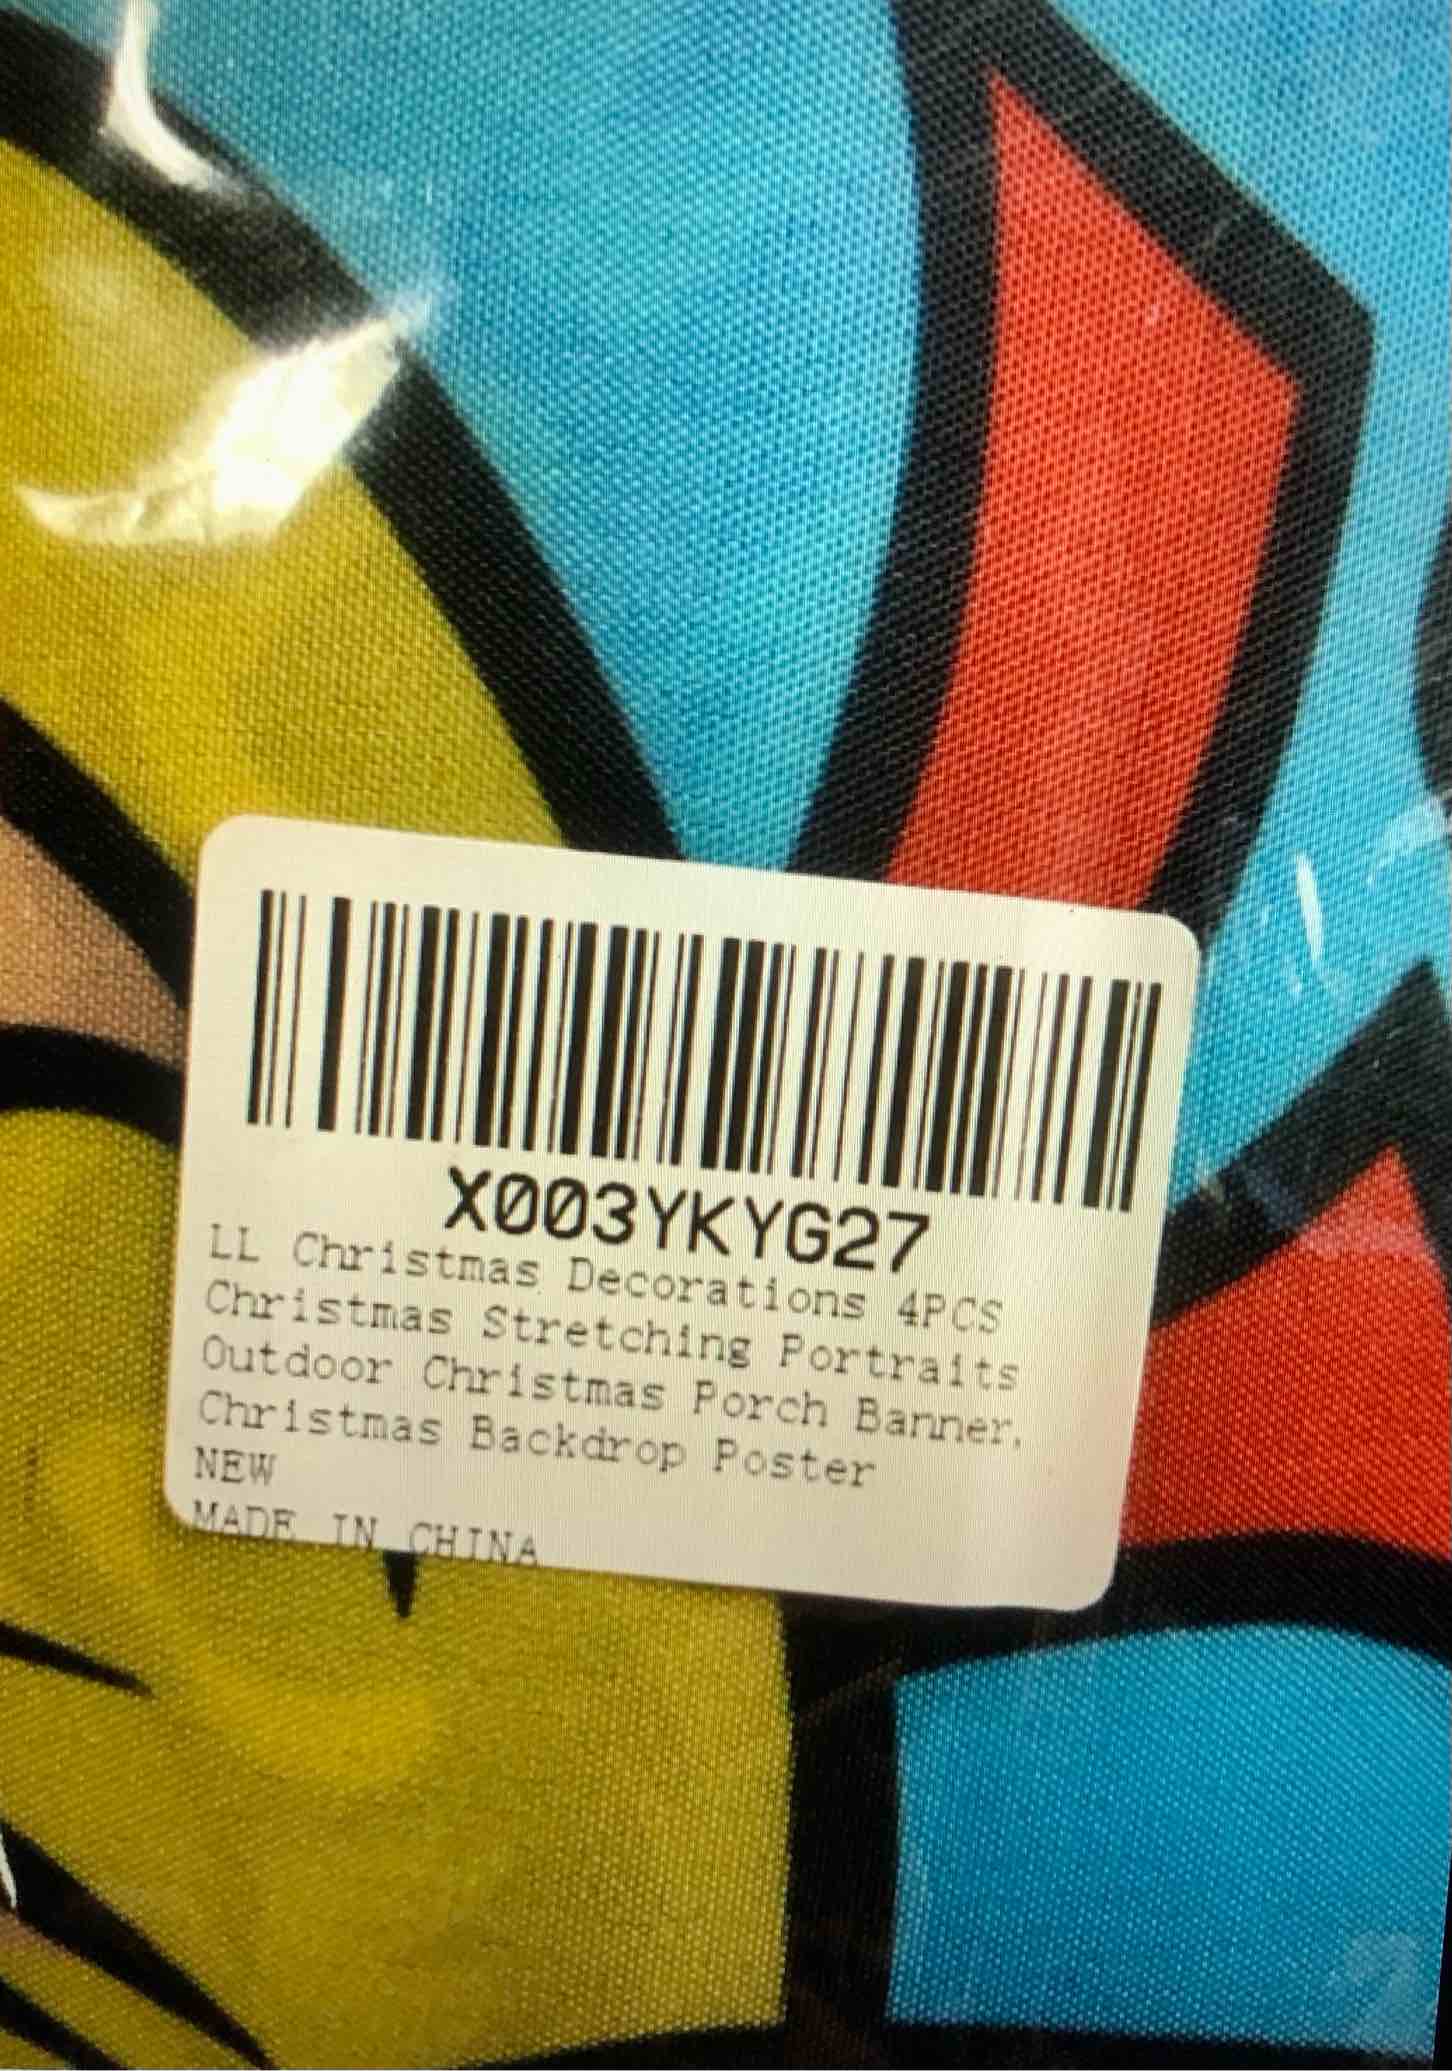 X003YKYG27
LL Christmas Decorations 4PCS
Christmas Stretching Portraits
Outdoor Christmas Porch Banner,
Christmas Backdrop Poster
NEW
MADE IN CHINA